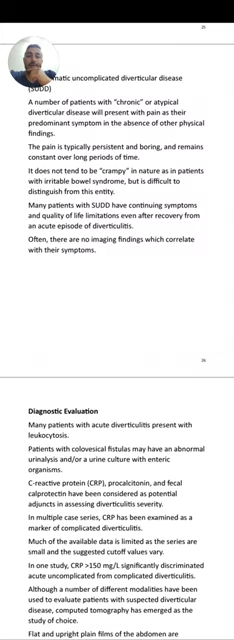 25
matic uncomplicated diverticular disease
(SUDD)
A number of patients with “chronic” or atypical
diverticular disease will present with pain as their
predominant symptom in the absence of other physical
findings.
The pain is typically persistent and boring, and remains
constant over long periods of time.
It does not tend to be “crampy” in nature as in patients
with irritable bowel syndrome, but is difficult to
distinguish from this entity.
Many patients with SUDD have continuing symptoms
and quality of life limitations even after recovery from
an acute episode of diverticulitis.
Often, there are no imaging findings which correlate
with their symptoms.
26
Diagnostic Evaluation
Many patients with acute diverticulitis present with
leukocytosis.
Patients with colovesical fistulas may have an abnormal
urinalysis and/or a urine culture with enteric
organisms.
C-reactive protein (CRP), procalcitonin, and fecal
calprotectin have been considered as potential
adjuncts in assessing diverticulitis severity.
In multiple case series, CRP has been examined as a
marker of complicated diverticulitis.
Much of the available data is limited as the series are
small and the suggested cutoff values vary.
In one study, CRP >150 mg/L significantly discriminated
acute uncomplicated from complicated diverticulitis.
Although a number of different modalities have been
used to evaluate patients with suspected diverticular
disease, computed tomography has emerged as the
study of choice.
Flat and upright plain films of the abdomen are